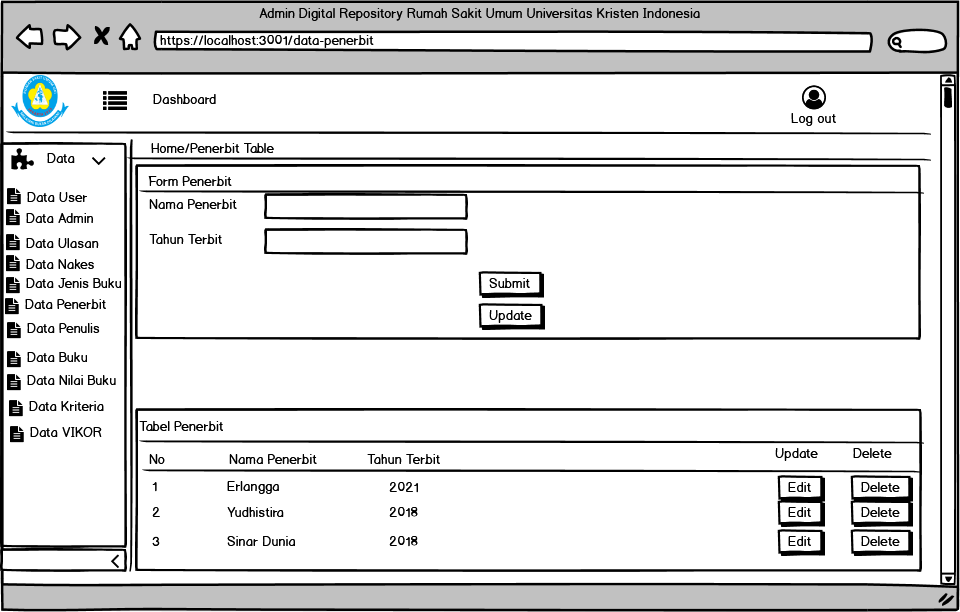 Admin Digital Repository Rumah Sakit Umum Universitas Kristen Indonesia
https://localhost:3001/data-penerbit
Dashboard
Log out
Data
Home/Penerbit Table
Data User
Data Admin
Data Ulasan
Data Nakes
Data Jenis Buku
Data Penerbit
Data Penulis
Data Buku
Data Nilai Buku
Data Kriteria
Data VIKOR
Form Penerbit
Nama Penerbit
Tahun Terbit
Submit
Update
Tabel Penerbit
No Nama Penerbit Tahun Terbit Update Delete
1 Erlangga 2021 Edit Delete
2 Yudhistira 2018 Edit Delete
3 Sinar Dunia 2018 Edit Delete